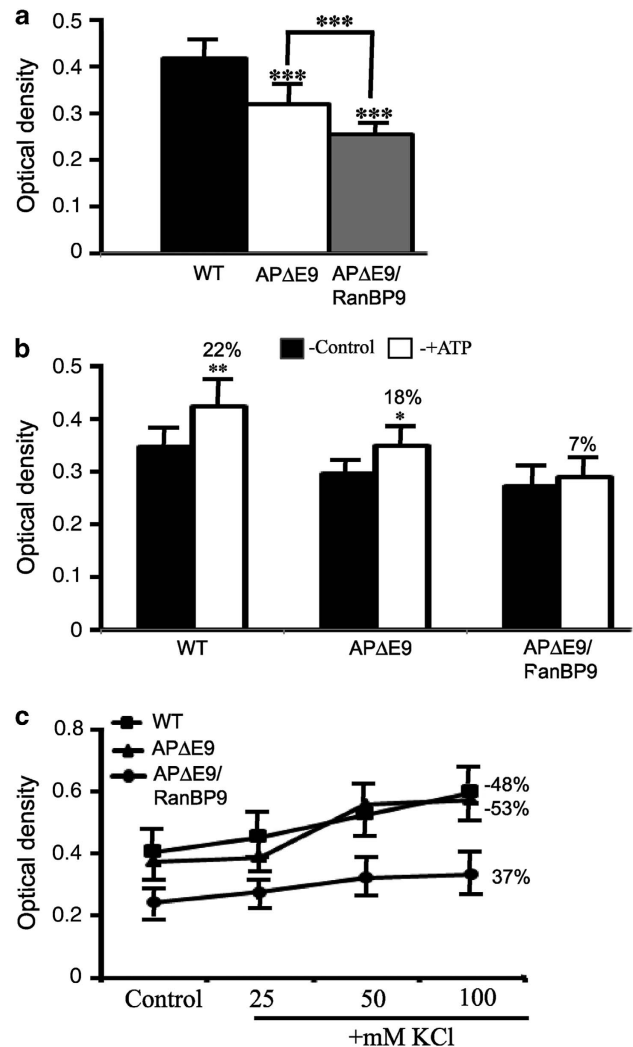 a
0.5
0.4
0.3
0.2
0.1
0
Optical density
***
***
***
WT
APΔE9
APΔE9/
RanBP9
b
-Control
-+ATP
0.5
0.4
0.3
0.2
0.1
0
Optical density
22%
**
18%
*
7%
WT
APΔE9
APΔE9/
RanBP9
c
WT
APΔE9
APΔE9/
RanBP9
0.8
0.6
0.4
0.2
0
Optical density
-48%
-53%
37%
Control
25
50
100
+mM KCl